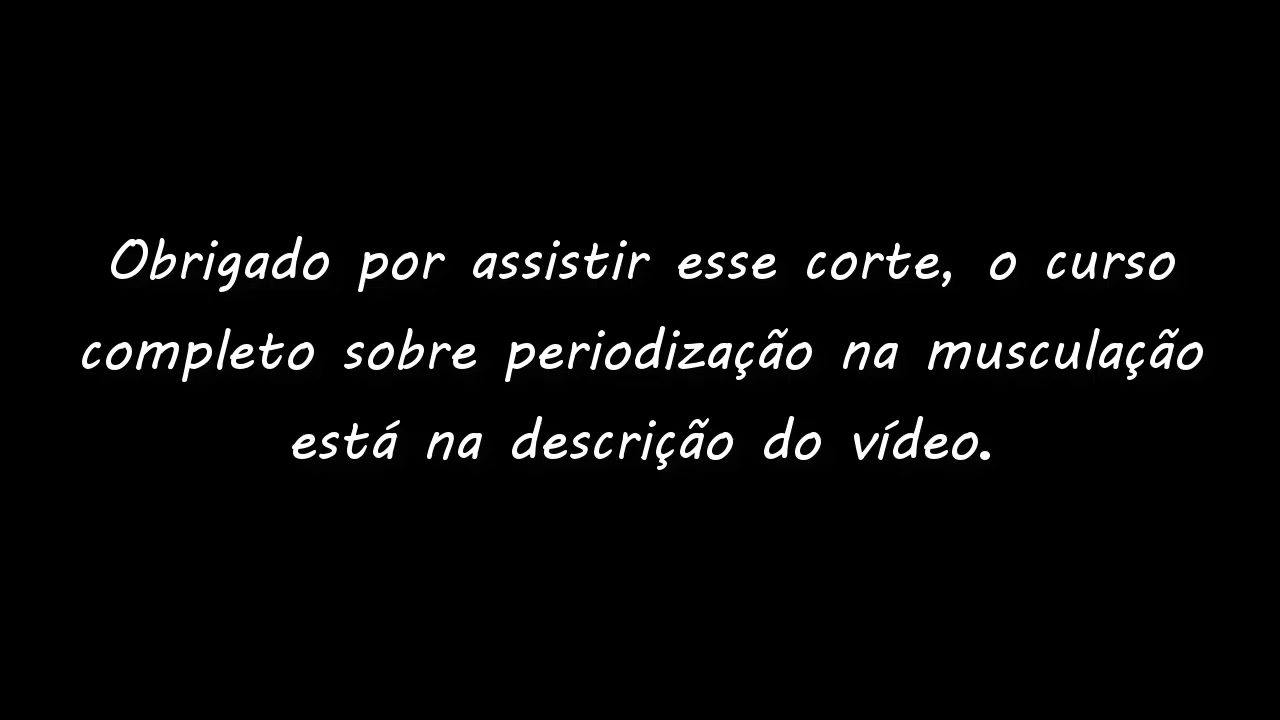 Obrigado por assistir esse corte, o curso
completo sobre periodização na musculação
está na descrição do vídeo.